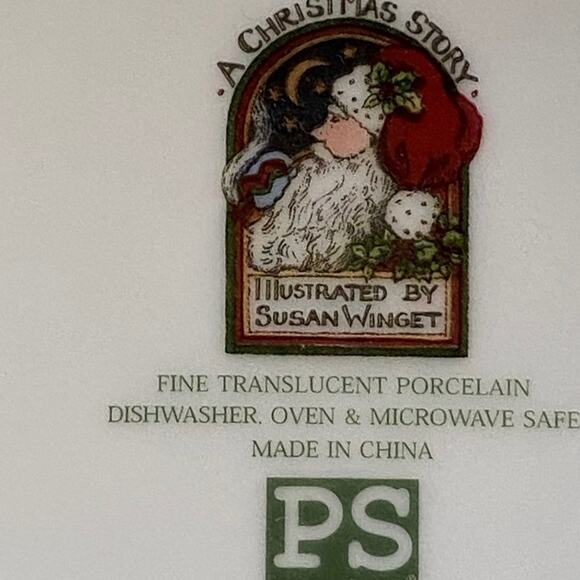 · A CHRISTMAS STORY ·
ILLUSTRATED BY
SUSAN WINGET
FINE TRANSLUCENT PORCELAIN
DISHWASHER, OVEN & MICROWAVE SAFE
MADE IN CHINA
PS